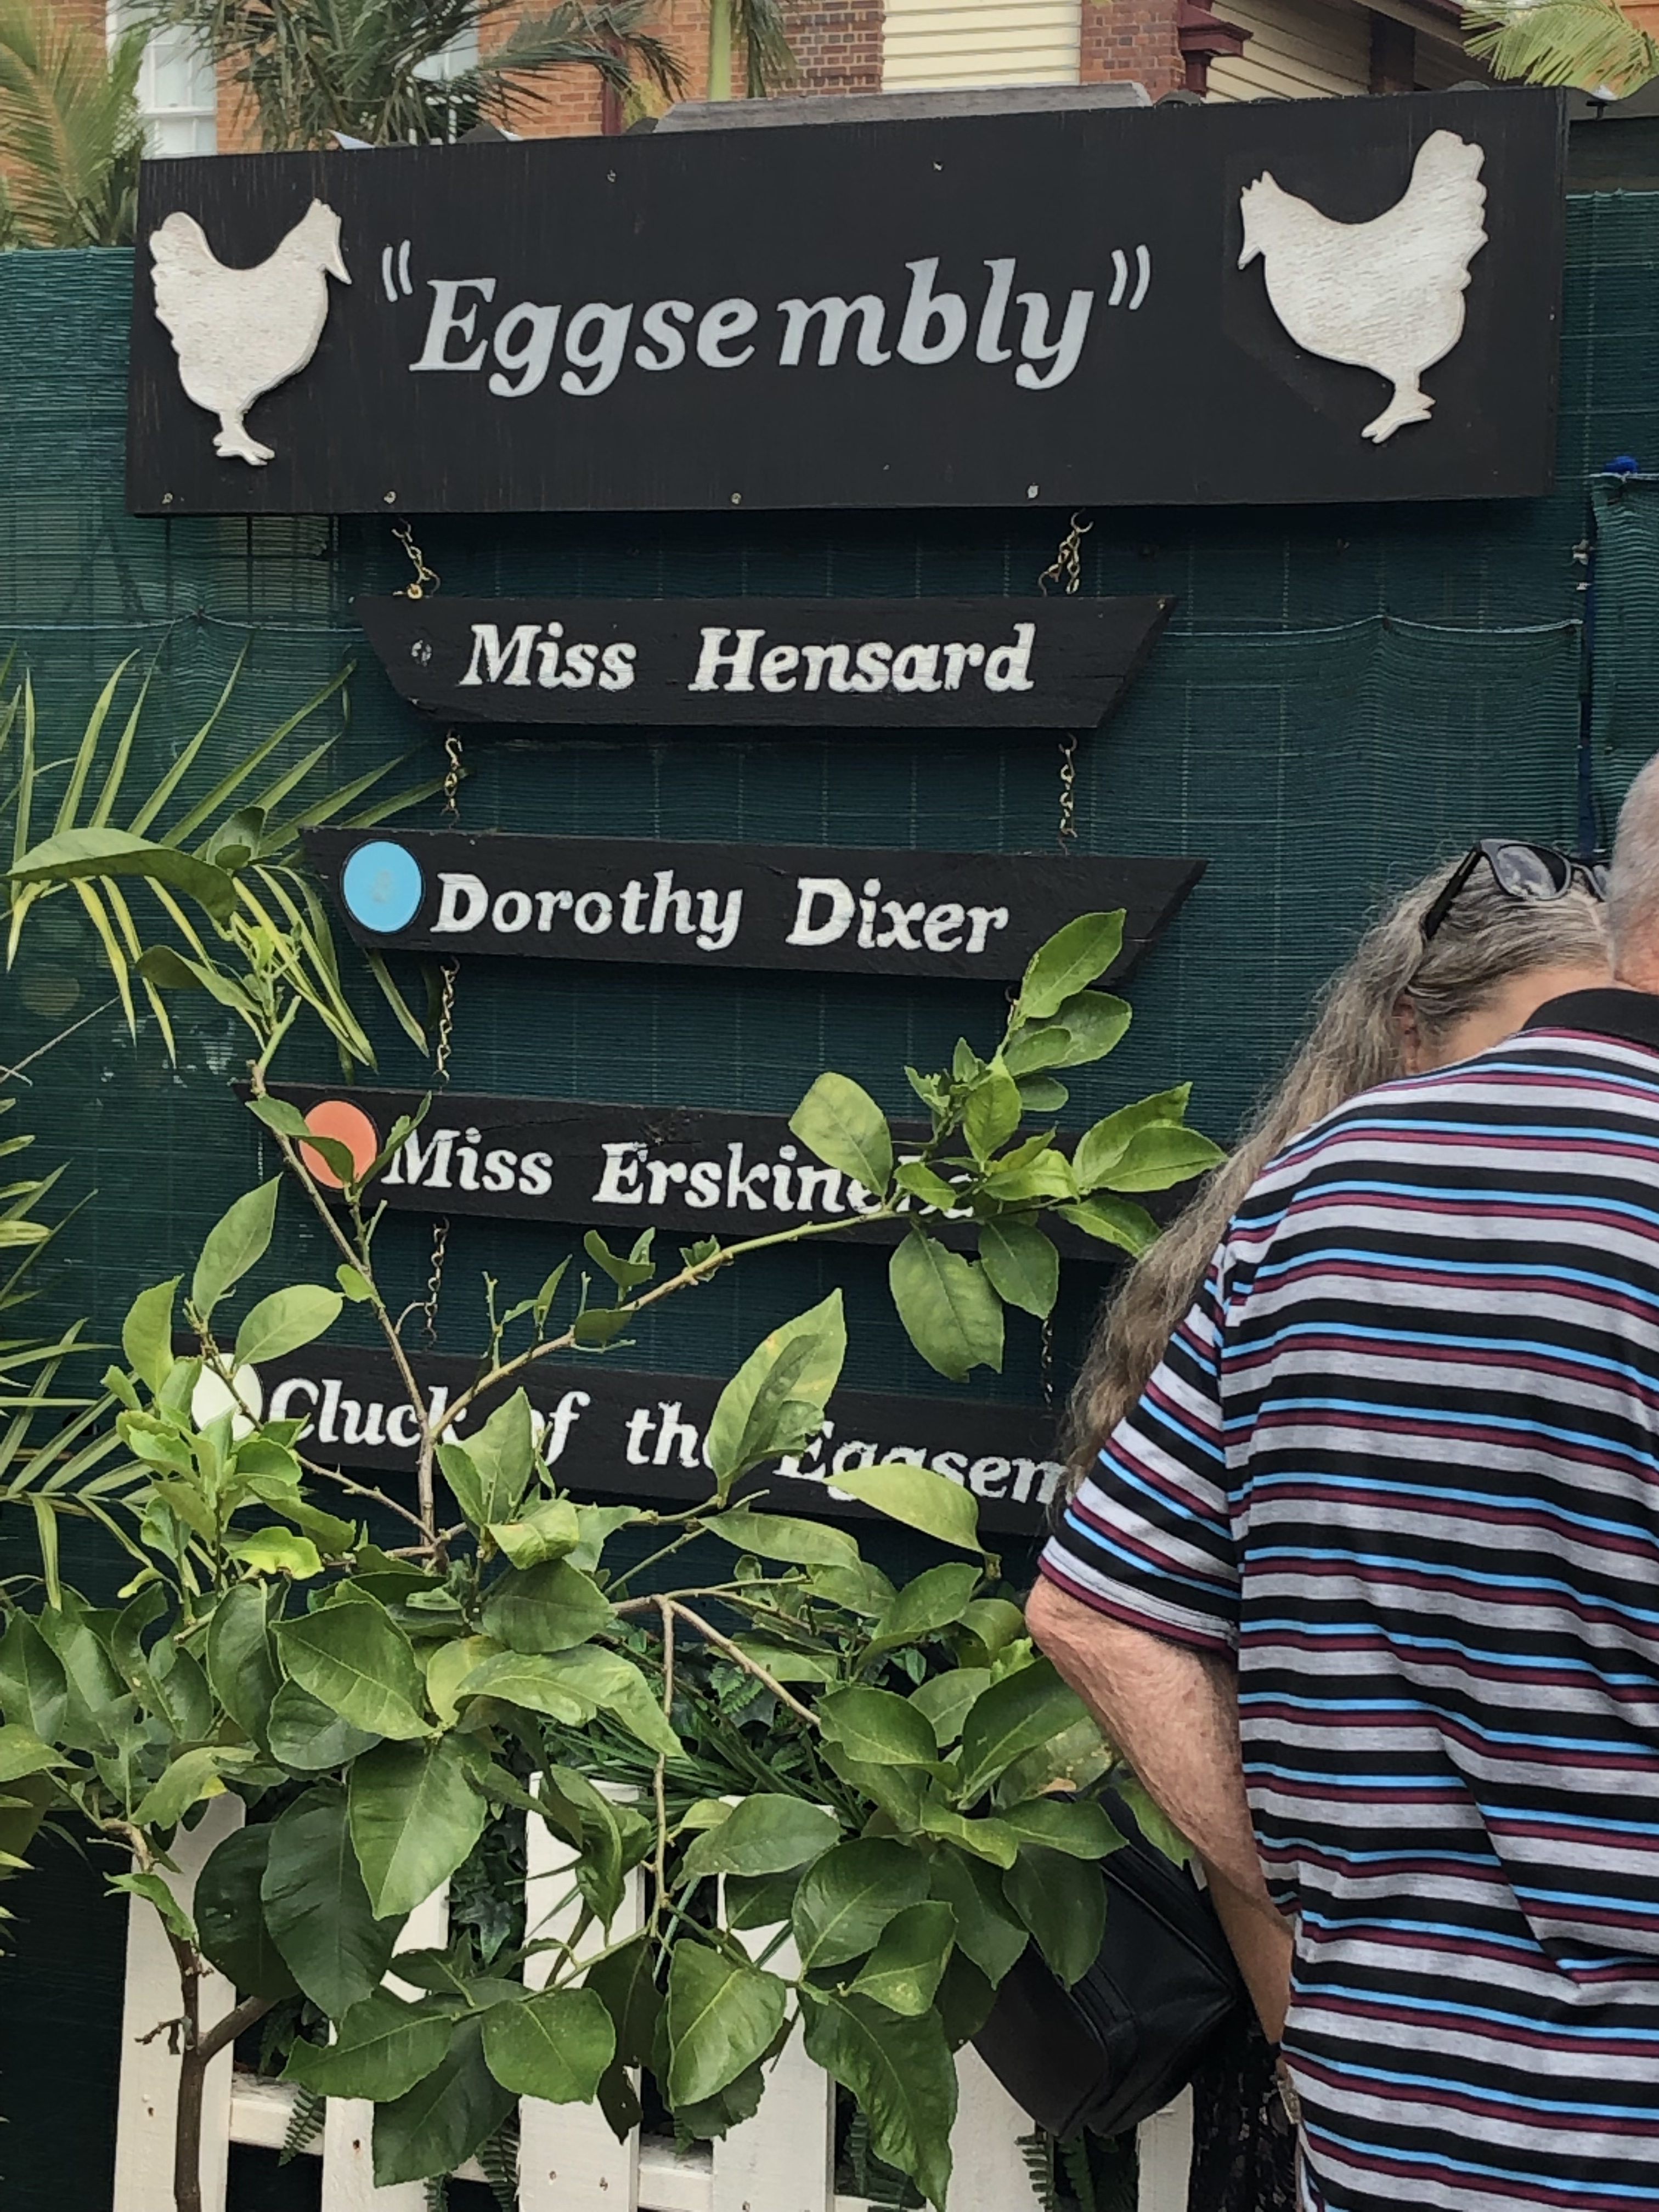 "Eggsembly"
Miss Hensard
Dorothy Dixer
Miss Erskine
Cluck of the